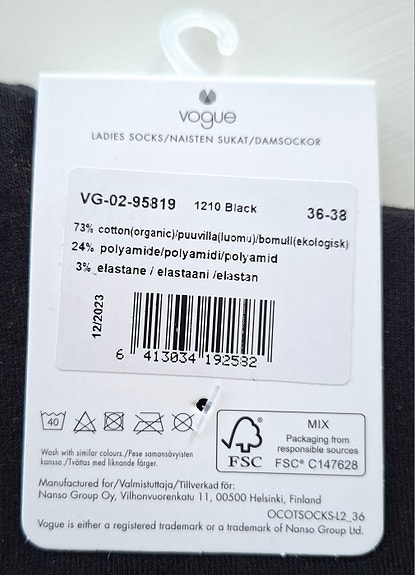 vogue
LADIES SOCKS/NAISTEN SUKAT/DAMSOCKOR
VG-02-95819 1210 Black 36-38
73% cotton(organic)/puuvilla(luomu)/bomull(ekologisk)
24% polyamide/polyamidi/polyamid
3% elastane / elastaani /elastan
12/2023
6 413034 192582
40
FSC
MIX
Packaging from
responsible sources
FSC® C147628
Wash with similar colours./Pese samansävyisten
kanssa./Tvättas med liknande färger.
Manufactured for/Valmistuttaja/Tillverkad för:
Nanso Group Oy, Vilhonvuorenkatu 11, 00500 Helsinki, Finland
OCOTSOCKS-L2_36
Vogue is either a registered trademark or a trademark of Nanso Group Ltd.